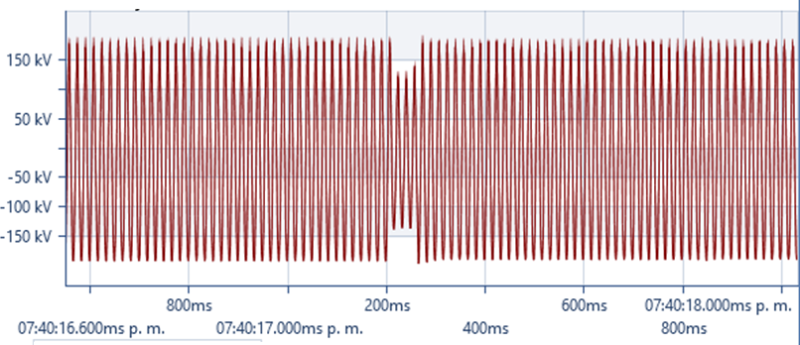 150 kV
50 kV
-50 kV
-100 kV
-150 kV
800ms
200ms
600ms
07:40:18.000ms p. m.
07:40:16.600ms p. m.
07:40:17.000ms p. m.
400ms
800ms